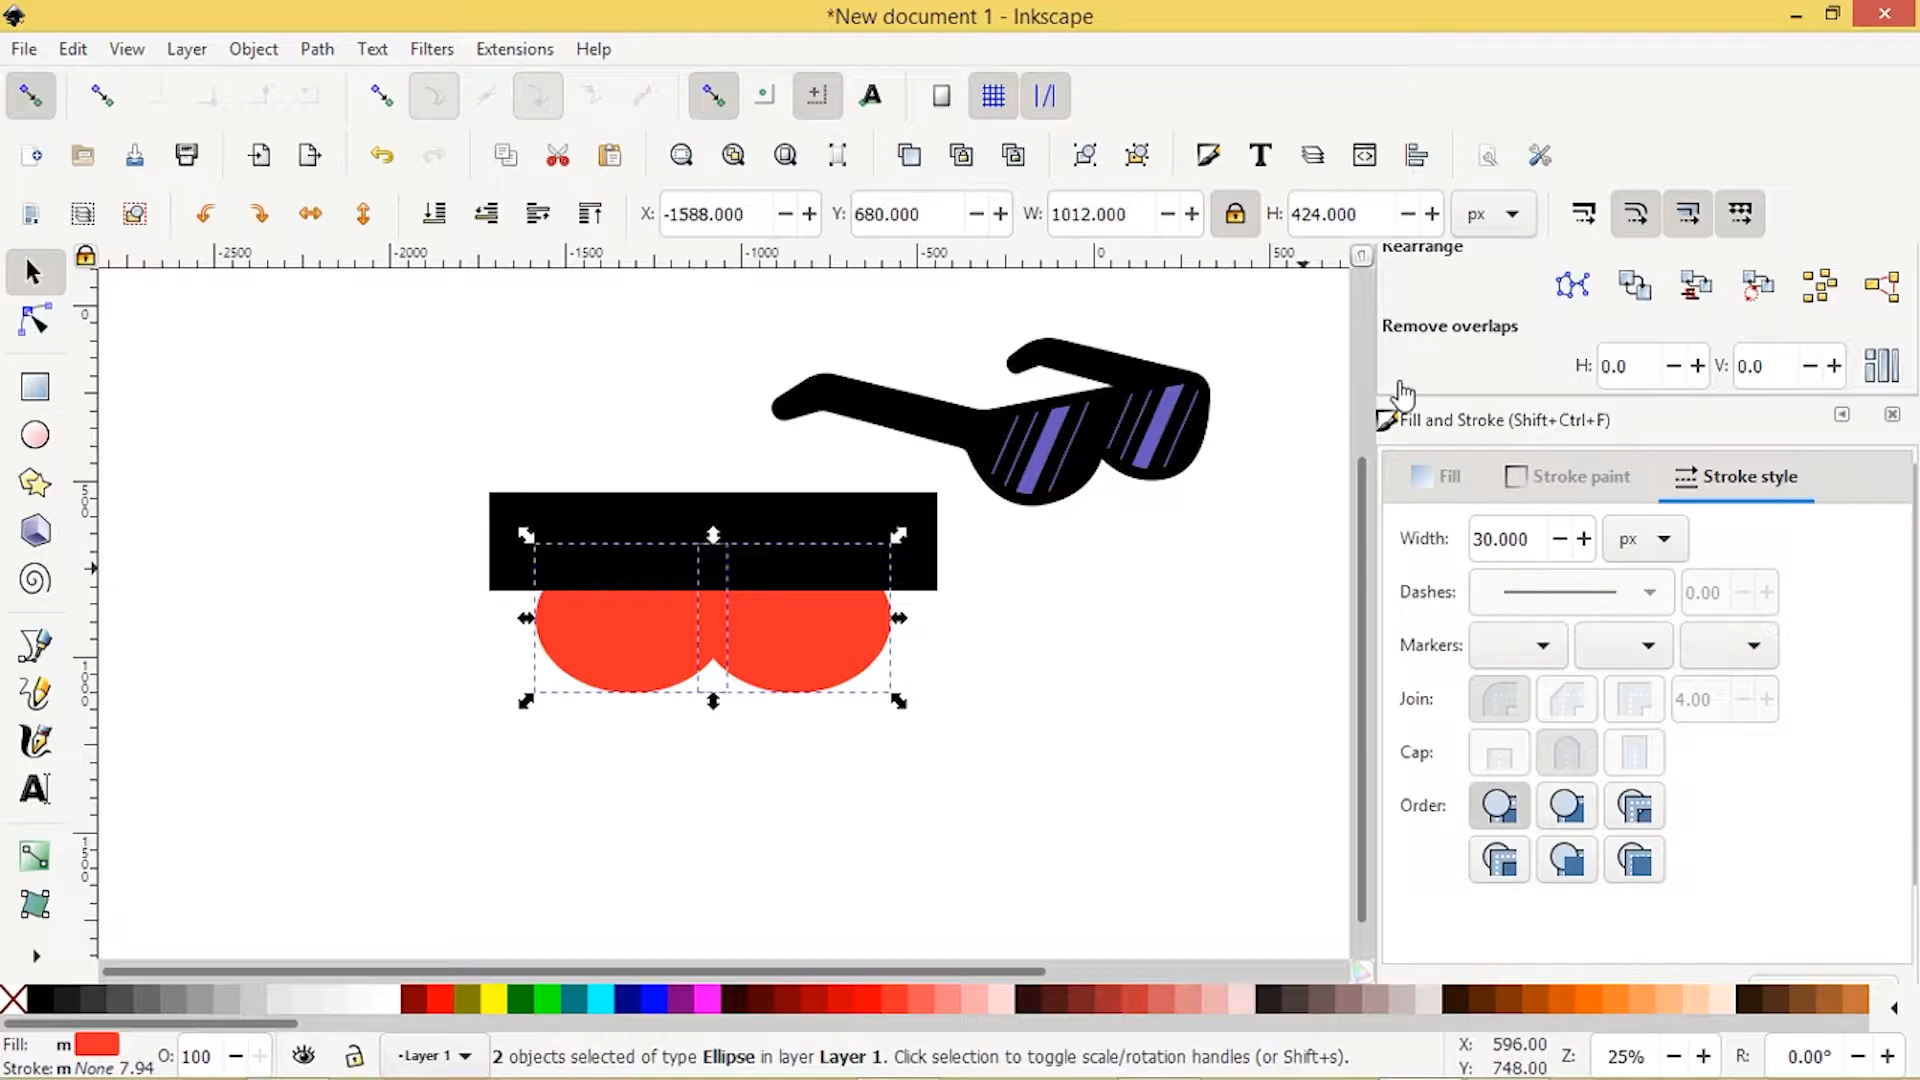 *New document 1 - Inkscape
File Edit View Layer Object Path Text Filters Extensions Help
X: -1588.000 Y: 680.000 W: 1012.000 H: 424.000 px
-2500 -2000 -1500 -1000 -500 0 500
0
500
1000
1500
Rearrange
Remove overlaps
H: 0.0 V: 0.0
Fill and Stroke (Shift+Ctrl+F)
Fill Stroke paint Stroke style
Width: 30.000 px
Dashes: 0.00
Markers:
Join: 4.00
Cap:
Order:
Fill: m O: 100 -Layer 1 2 objects selected of type Ellipse in layer Layer 1. Click selection to toggle scale/rotation handles (or Shift+s). X: 596.00 Z: 25% R: 0.00°
Stroke: m None 7.94 Y: 748.00